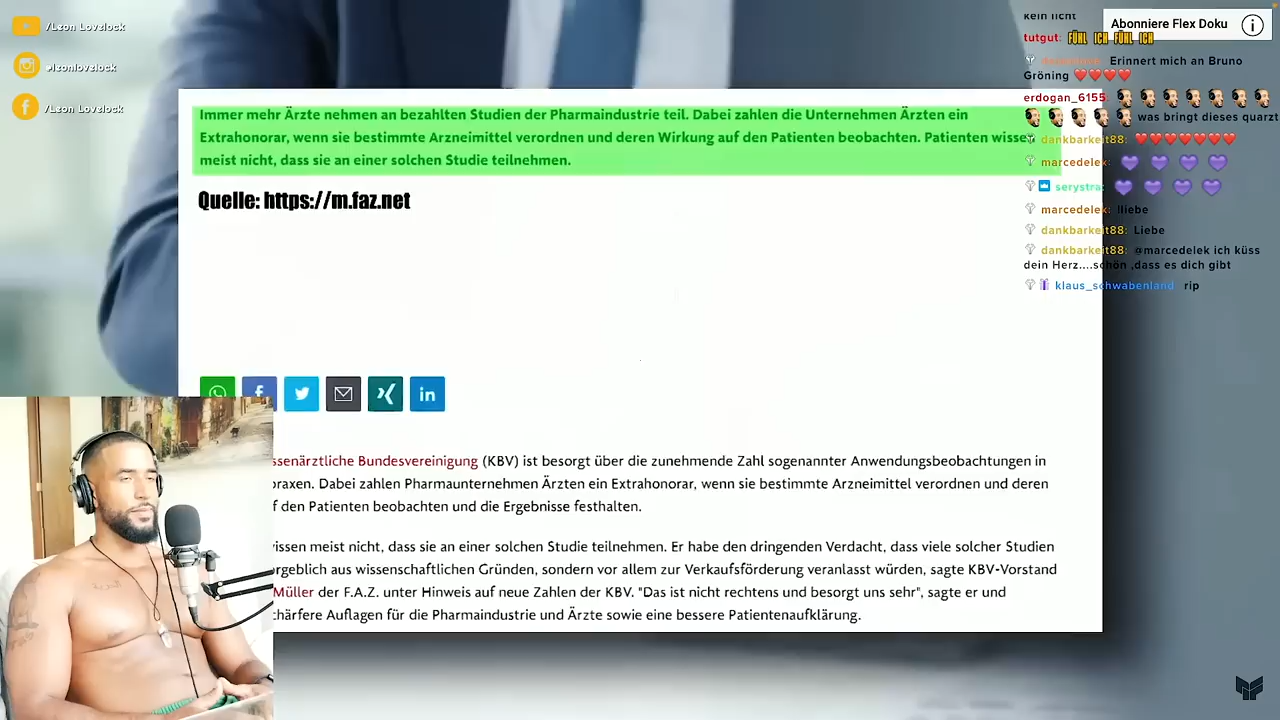 /Leon Lovelock
@leonlovelock
/Leon Lovelock
Immer mehr Ärzte nehmen an bezahlten Studien der Pharmaindustrie teil. Dabei zahlen die Unternehmen Ärzten ein
Extrahonorar, wenn sie bestimmte Arzneimittel verordnen und deren Wirkung auf den Patienten beobachten. Patienten wissen
meist nicht, dass sie an einer solchen Studie teilnehmen.
Quelle: https://m.faz.net
ssenärztliche Bundesvereinigung (KBV) ist besorgt über die zunehmende Zahl sogenannter Anwendungsbeobachtungen in
praxen. Dabei zahlen Pharmaunternehmen Ärzten ein Extrahonorar, wenn sie bestimmte Arzneimittel verordnen und deren
f den Patienten beobachten und die Ergebnisse festhalten.
wissen meist nicht, dass sie an einer solchen Studie teilnehmen. Er habe den dringenden Verdacht, dass viele solcher Studien
orgeblich aus wissenschaftlichen Gründen, sondern vor allem zur Verkaufsförderung veranlasst würden, sagte KBV-Vorstand
Müller der F.A.Z. unter Hinweis auf neue Zahlen der KBV. "Das ist nicht rechtens und besorgt uns sehr", sagte er und
chärfere Auflagen für die Pharmaindustrie und Ärzte sowie eine bessere Patientenaufklärung.
Abonniere Flex Doku
kein licht
tutgut: FÜHL ICH FÜHL ICH
Erinnert mich an Bruno
Gröning
erdogan_6155:
was bringt dieses quarzt
dankbarkeit88:
marcedelek:
serystra:
marcedelek: lliebe
dankbarkeit88: Liebe
dankbarkeit88: @marcedelek ich küss
dein Herz....schön ,dass es dich gibt
klaus_schwabenland: rip